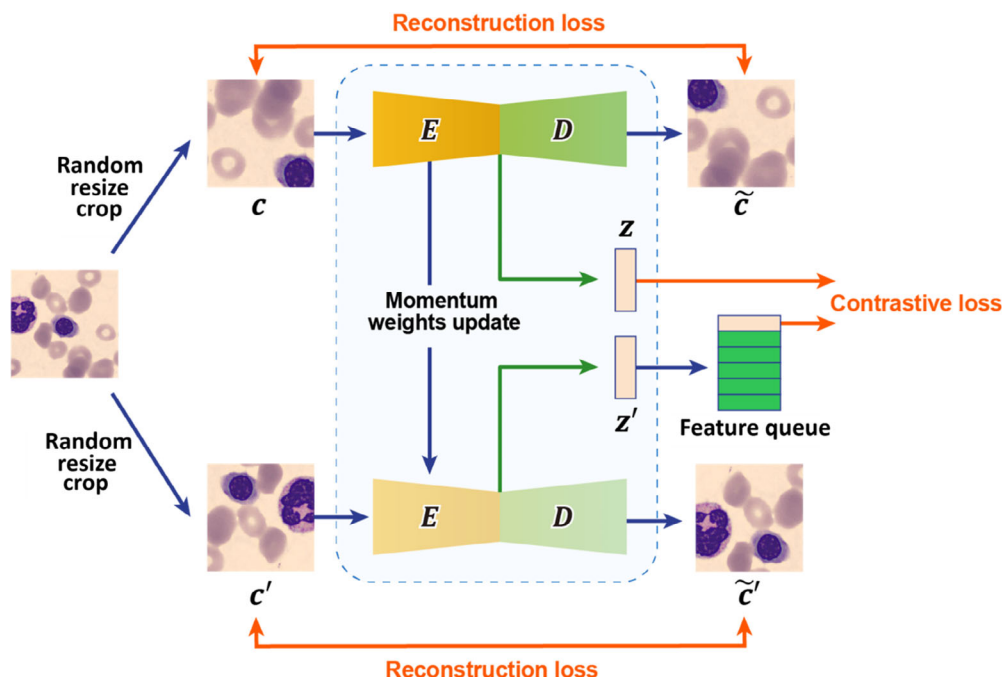 Reconstruction loss
E
D
Random
resize
crop
c
c̃
z
Momentum
weights update
Contrastive loss
z′
Feature queue
Random
resize
crop
E
D
c′
c̃′
Reconstruction loss